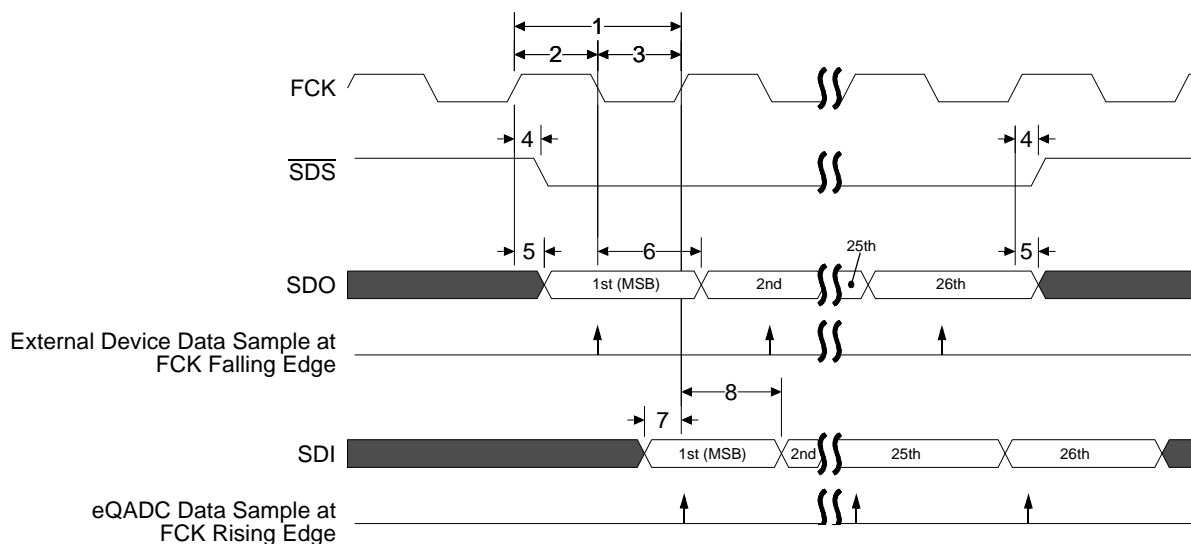 1
2 3
FCK
4 4
SDS
5 6 25th 5
SDO 1st (MSB) 2nd 26th
External Device Data Sample at
FCK Falling Edge
8
7
SDI 1st (MSB) 2nd 25th 26th
eQADC Data Sample at
FCK Rising Edge